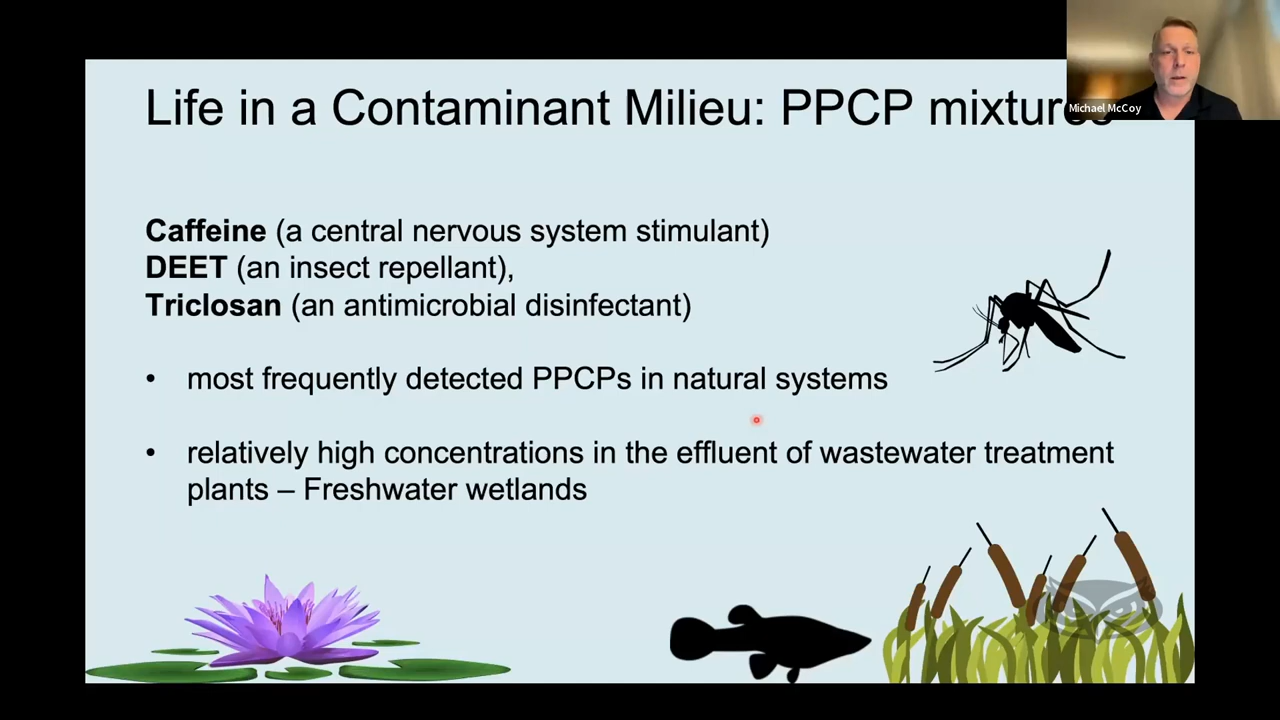 Life in a Contaminant Milieu: PPCP mixtures
Michael McCoy
Caffeine (a central nervous system stimulant)
DEET (an insect repellant),
Triclosan (an antimicrobial disinfectant)
• most frequently detected PPCPs in natural systems
• relatively high concentrations in the effluent of wastewater treatment
plants – Freshwater wetlands